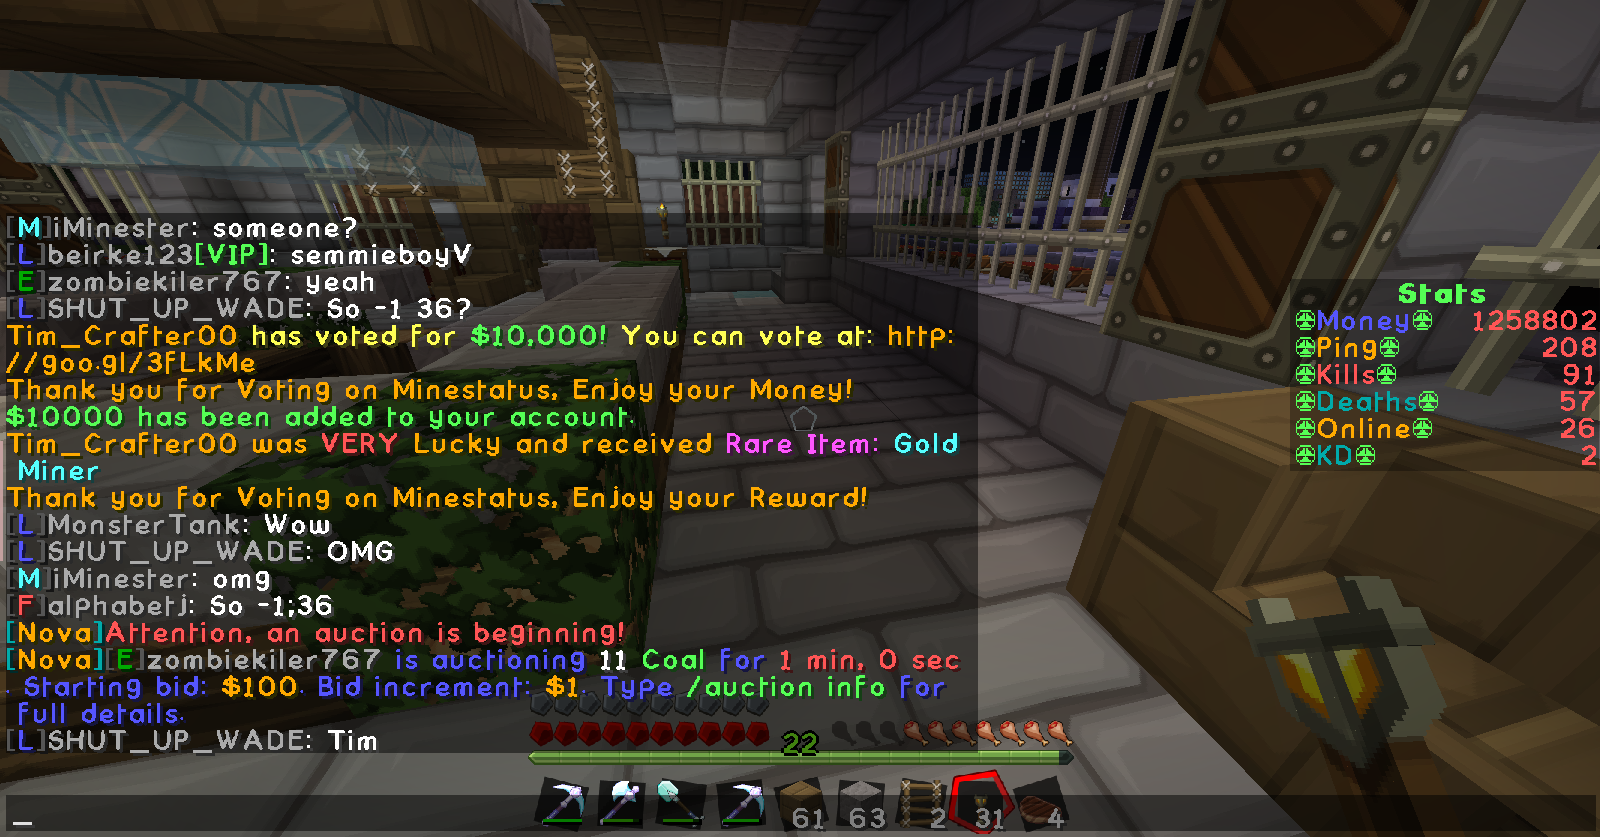 [M]iMinester: someone?
[L]beirke123[VIP]: semmieboyV
[E]zombiekiler767: yeah
[L]SHUT_UP_WADE: So -1 36?
Tim_Crafter00 has voted for $10,000! You can vote at: http:
//goo.gl/3fLkMe
Thank you for Voting on Minestatus, Enjoy your Money!
$10000 has been added to your account.
Tim_Crafter00 was VERY Lucky and received Rare Item: Gold
Miner
Thank you for Voting on Minestatus, Enjoy your Reward!
[L]MonsterTank: Wow
[L]SHUT_UP_WADE: OMG
[M]iMinester: omg
[F]alphabetj: So -1;36
[Nova]Attention, an auction is beginning!
[Nova][E]zombiekiler767 is auctioning 11 Coal for 1 min, 0 sec
. Starting bid: $100. Bid increment: $1. Type /auction info for
full details.
[L]SHUT_UP_WADE: Tim
_
Stats
Money 1258802
Ping 208
Kills 91
Deaths 57
Online 26
KD 2
22
61 63 2 31 4